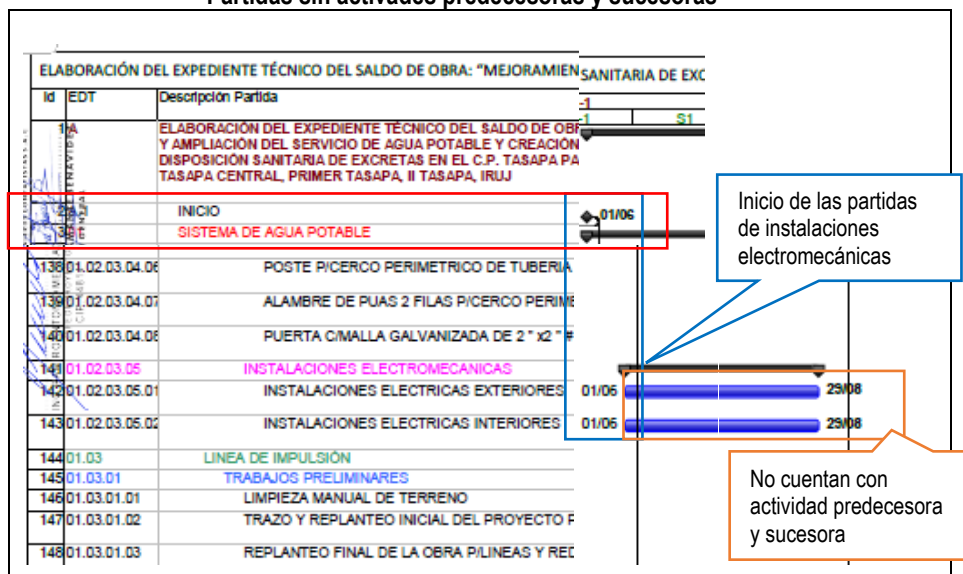 Partidas sin activades predecesoras y sucesoras
ELABORACIÓN DEL EXPEDIENTE TÉCNICO DEL SALDO DE OBRA: "MEJORAMIEN SANITARIA DE EXC
Id EDT Descripción Partida
-1
-1 S1
1 A ELABORACIÓN DEL EXPEDIENTE TÉCNICO DEL SALDO DE OBR
Y AMPLIACIÓN DEL SERVICIO DE AGUA POTABLE Y CREACIÓN
DISPOSICIÓN SANITARIA DE EXCRETAS EN EL C.P. TASAPA PA
TASAPA CENTRAL, PRIMER TASAPA, II TASAPA, IRUJ
2 INICIO 01/06
3 SISTEMA DE AGUA POTABLE
138 01.02.03.04.06 POSTE P/CERCO PERIMETRICO DE TUBERIA
139 01.02.03.04.07 ALAMBRE DE PUAS 2 FILAS P/CERCO PERIME
140 01.02.03.04.08 PUERTA C/MALLA GALVANIZADA DE 2 " x2 " #
141 01.02.03.05 INSTALACIONES ELECTROMECANICAS
142 01.02.03.05.01 INSTALACIONES ELECTRICAS EXTERIORES 01/06 29/08
143 01.02.03.05.02 INSTALACIONES ELECTRICAS INTERIORES 01/06 29/08
144 01.03 LINEA DE IMPULSIÓN
145 01.03.01 TRABAJOS PRELIMINARES
146 01.03.01.01 LIMPIEZA MANUAL DE TERRENO
147 01.03.01.02 TRAZO Y REPLANTEO INICIAL DEL PROYECTO P
148 01.03.01.03 REPLANTEO FINAL DE LA OBRA P/LINEAS Y RED
Inicio de las partidas
de instalaciones
electromecánicas
No cuentan con
actividad predecesora
y sucesora